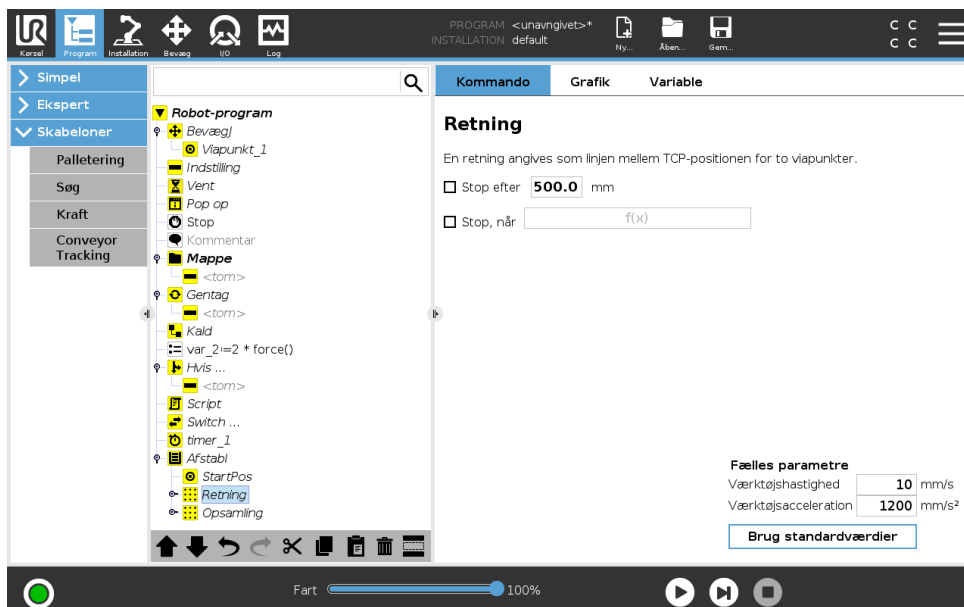 UR
PROGRAM <unavngivet>*
INSTALLATION default
Kørsel Program Installation Bevæg I/O Log Ny... Åben... Gem...
C C
C C
Simpel
Ekspert
Skabeloner
Palletering
Søg
Kraft
Conveyor
Tracking
Robot-program
BevægJ
Viapunkt_1
Indstilling
Vent
Pop op
Stop
Kommentar
Mappe
<tom>
Gentag
<tom>
Kald
var_2:=2 * force()
Hvis ...
<tom>
Script
Switch ...
timer_1
Afstabl
StartPos
Retning
Opsamling
Kommando Grafik Variable
Retning
En retning angives som linjen mellem TCP-positionen for to viapunkter.
Stop efter 500.0 mm
Stop, når f(x)
Fælles parametre
Værktøjshastighed 10 mm/s
Værktøjsacceleration 1200 mm/s²
Brug standardværdier
Fart 100%